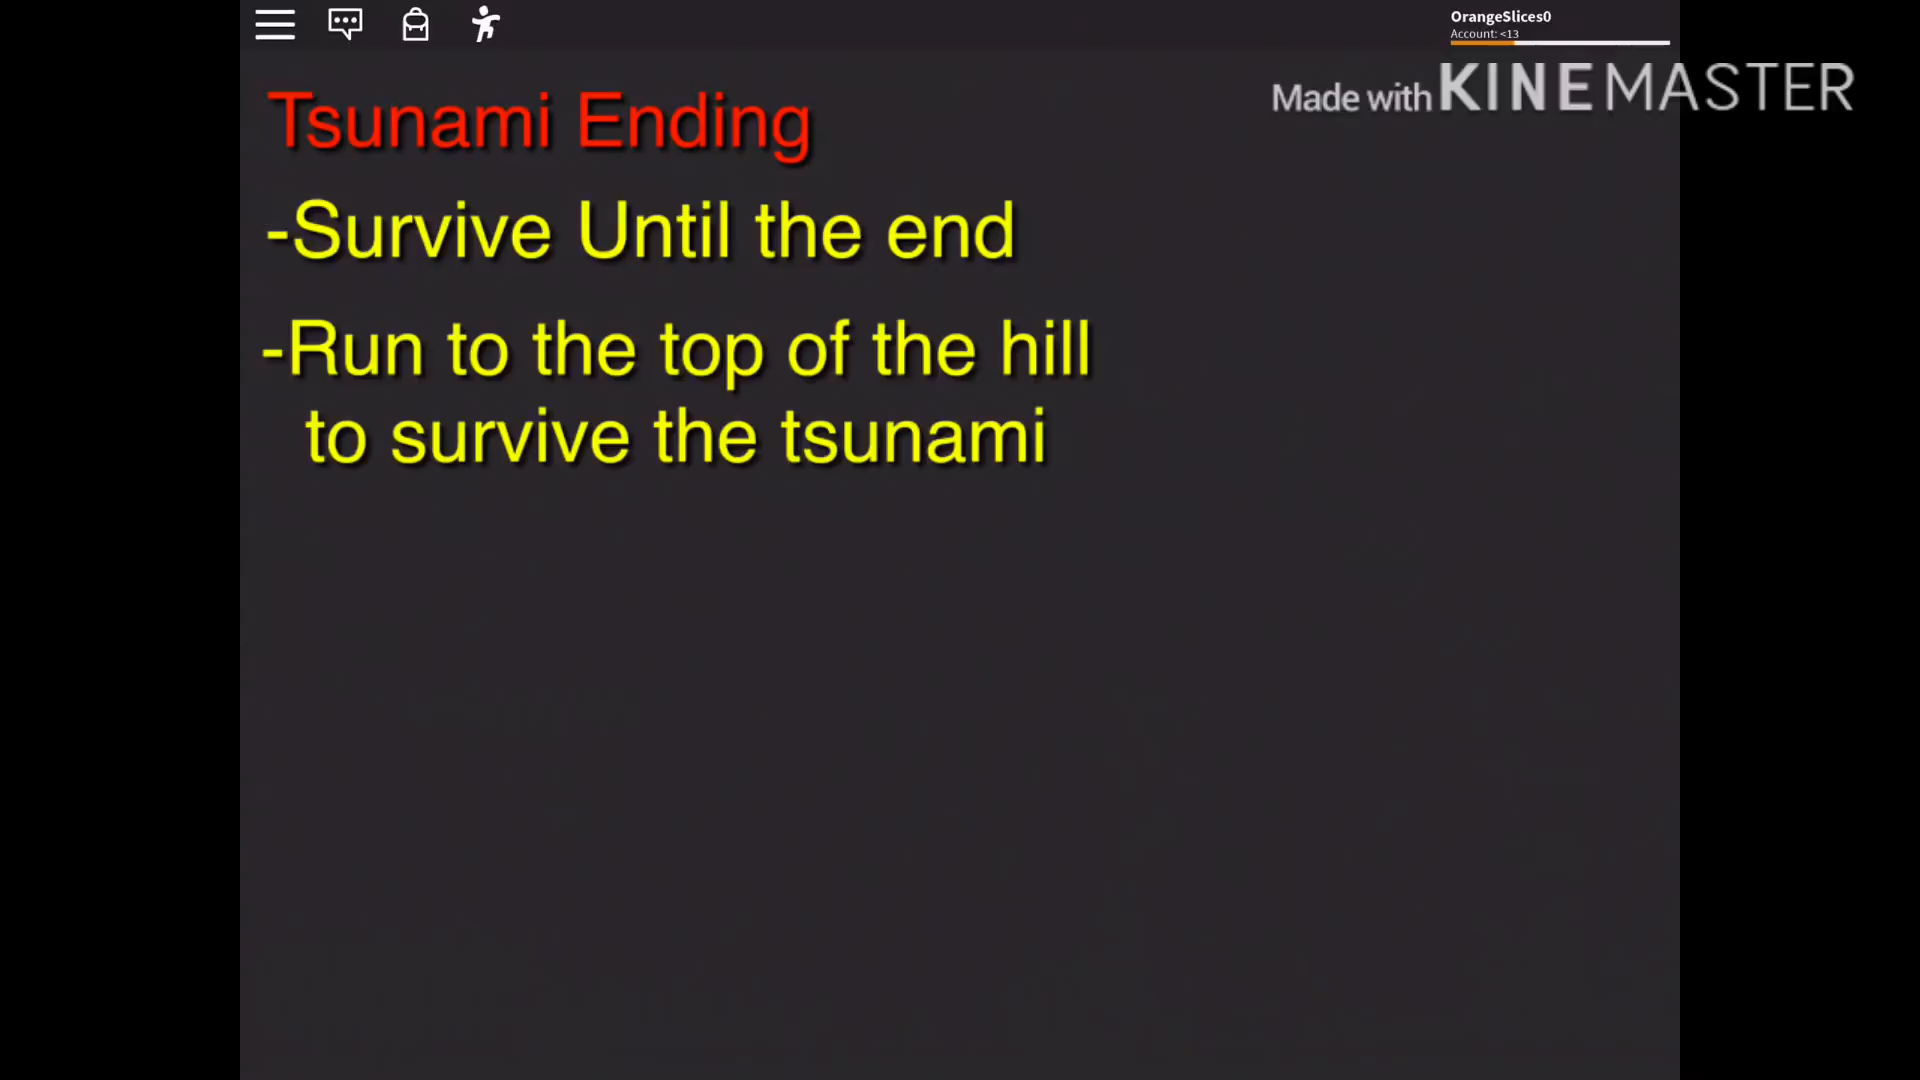 OrangeSlices0
Account: <13
Made with KINEMASTER
Tsunami Ending
-Survive Until the end
-Run to the top of the hill
to survive the tsunami